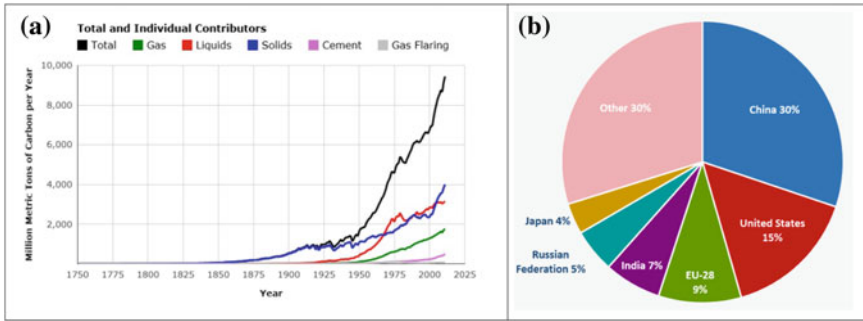 (a)
Total and Individual Contributors
Total Gas Liquids Solids Cement Gas Flaring
Million Metric Tons of Carbon per Year
10,000
8,000
6,000
4,000
2,000
1750 1775 1800 1825 1850 1875 1900 1925 1950 1975 2000 2025
Year
(b)
Other 30%
China 30%
Japan 4%
United States
15%
Russian
Federation 5%
India 7%
EU-28
9%